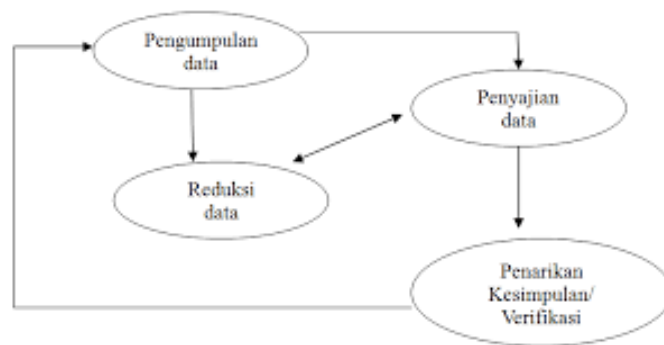 Pengumpulan
data
Penyajian
data
Reduksi
data
Penarikan
Kesimpulan/
Verifikasi